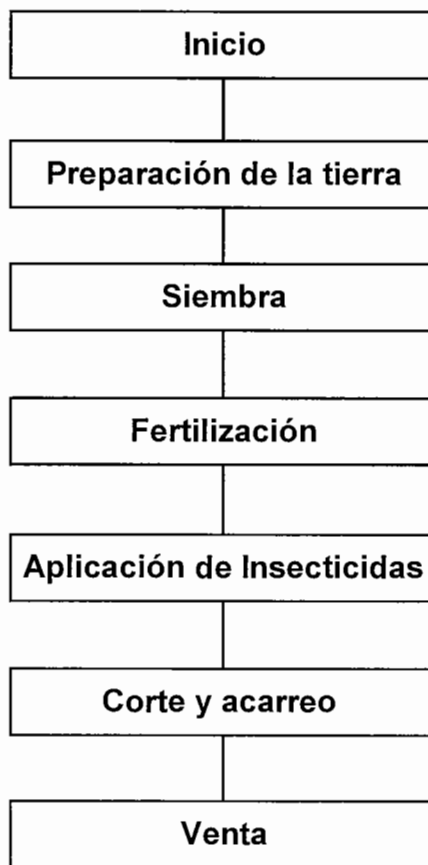 Inicio
Preparación de la tierra
Siembra
Fertilización
Aplicación de Insecticidas
Corte y acarreo
Venta